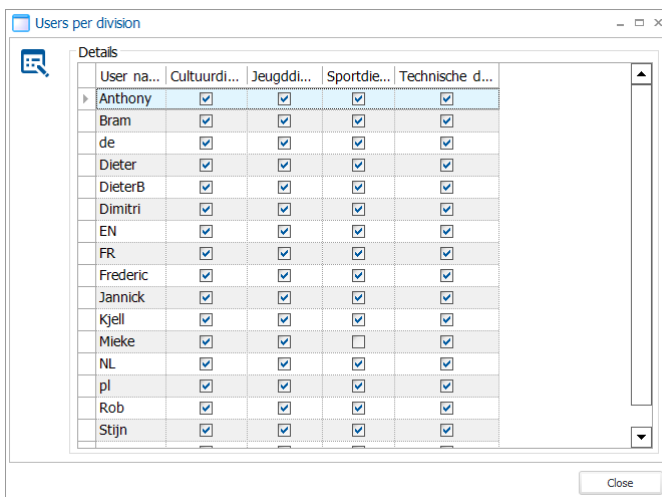 Users per division
Details
User na... Cultuurdi... Jeugddi... Sportdie... Technische d...
Anthony
Bram
de
Dieter
DieterB
Dimitri
EN
FR
Frederic
Jannick
Kjell
Mieke
NL
pl
Rob
Stijn
Close